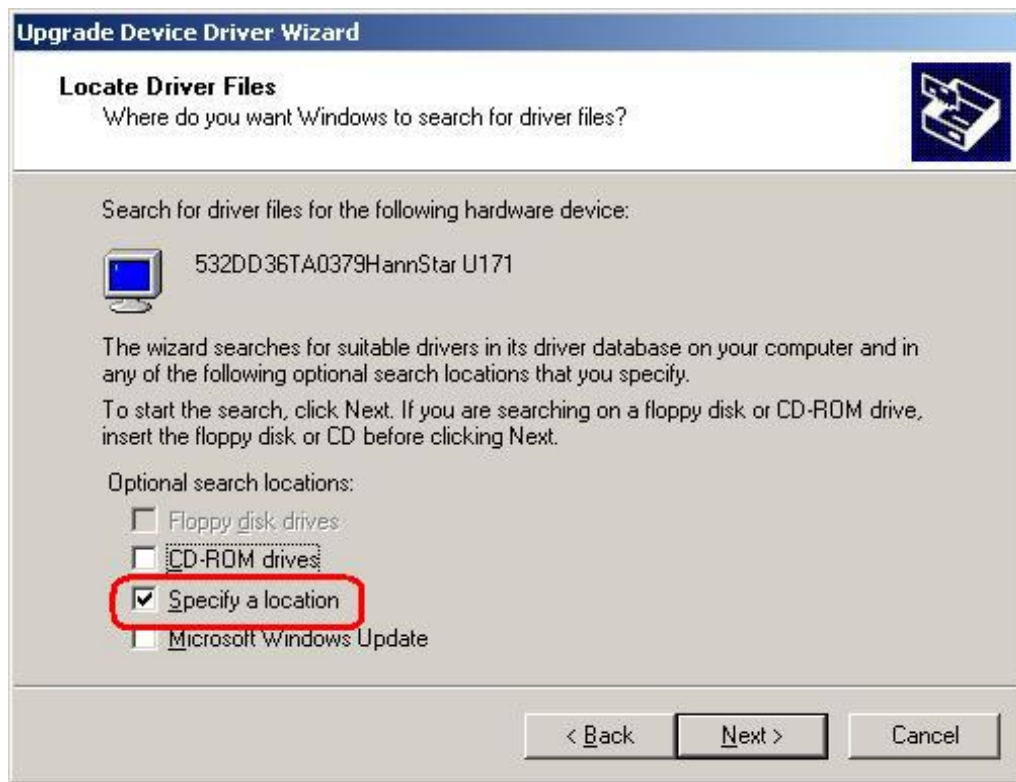 Upgrade Device Driver Wizard
Locate Driver Files
Where do you want Windows to search for driver files?
Search for driver files for the following hardware device:
532DD36TA0379HannStar U171
The wizard searches for suitable drivers in its driver database on your computer and in
any of the following optional search locations that you specify.
To start the search, click Next. If you are searching on a floppy disk or CD-ROM drive,
insert the floppy disk or CD before clicking Next.
Optional search locations:
Floppy disk drives
CD-ROM drives
Specify a location
Microsoft Windows Update
< Back
Next >
Cancel